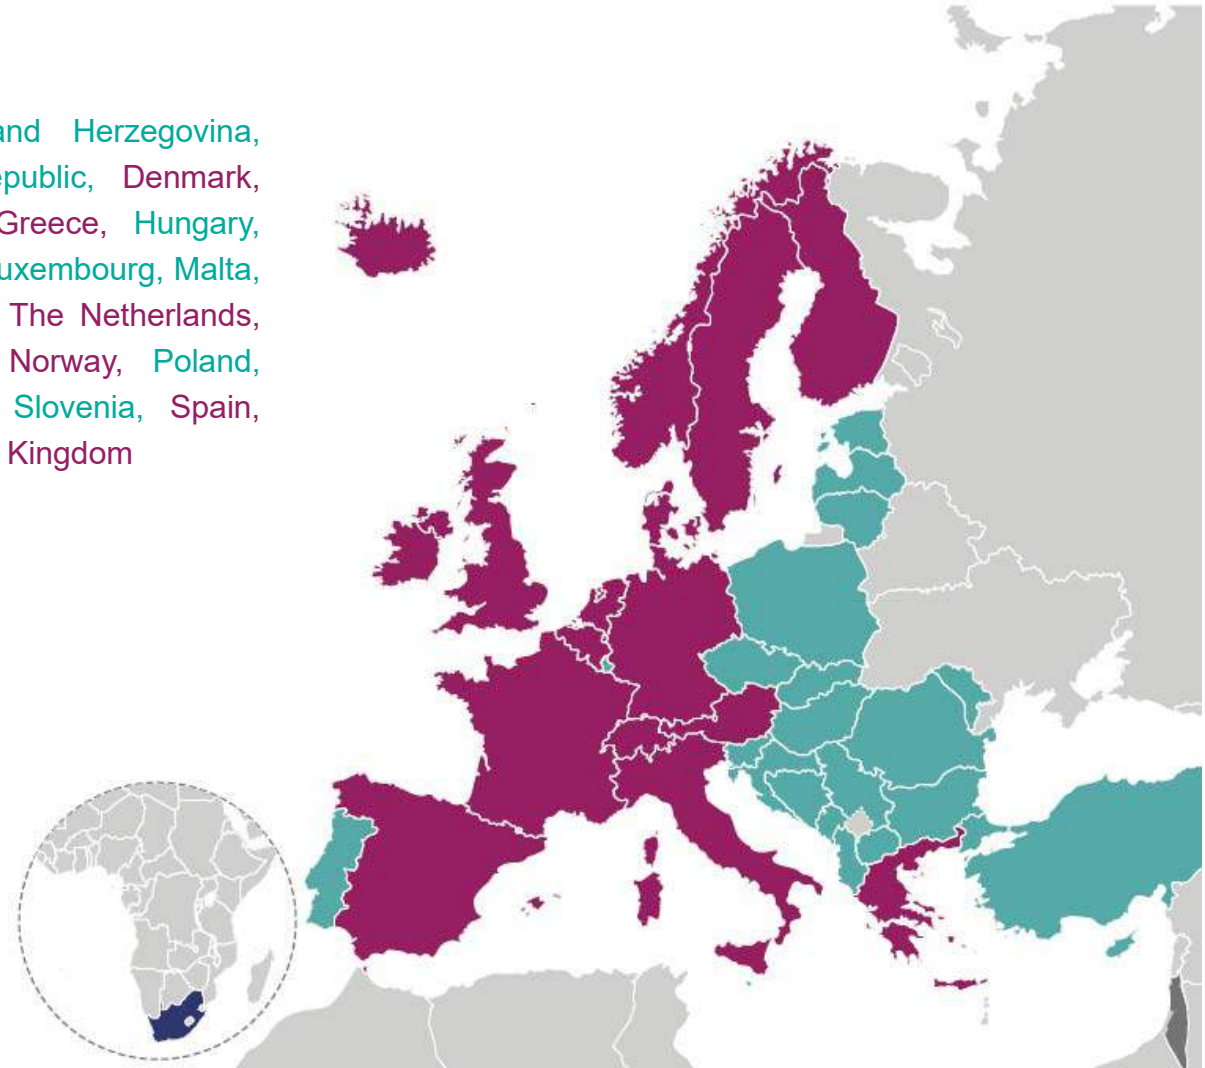 and Herzegovina,
epublic, Denmark,
Greece, Hungary,
uxembourg, Malta,
The Netherlands,
Norway, Poland,
Slovenia, Spain,
Kingdom